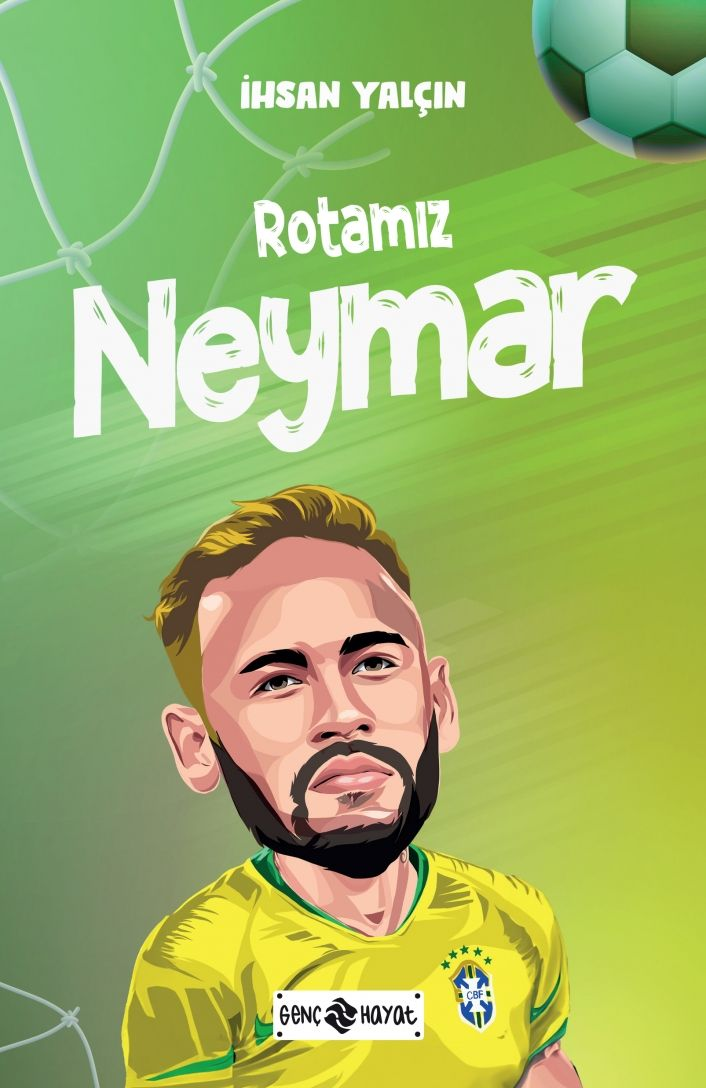 İHSAN YALÇIN
Rotamız
Neymar
CBF
GENÇ HAYAT